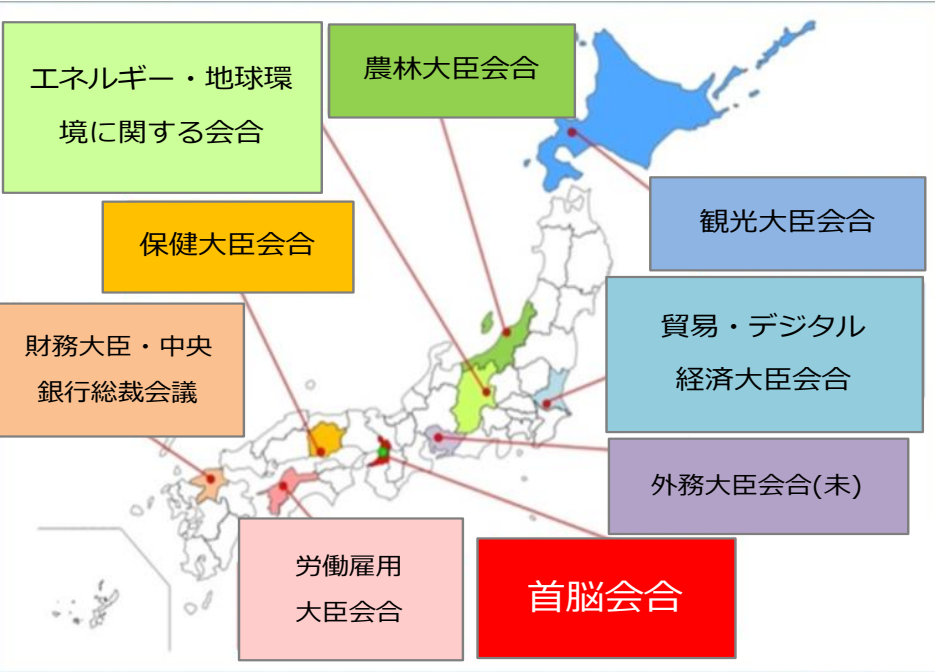 エネルギー・地球環
境に関する会合
農林大臣会合
観光大臣会合
保健大臣会合
貿易・デジタル
経済大臣会合
財務大臣・中央
銀行総裁会議
外務大臣会合(未)
労働雇用
大臣会合
首脳会合